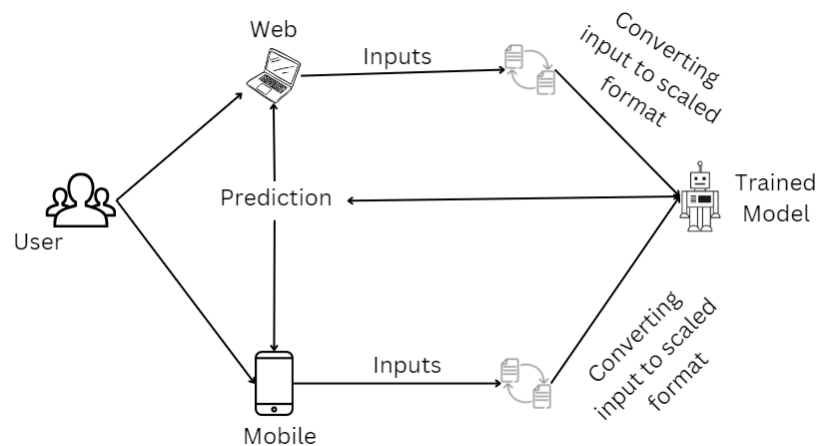 Web
Inputs
Converting
input to scaled
format
User
Prediction
Trained
Model
Mobile
Inputs
Converting
input to scaled
format